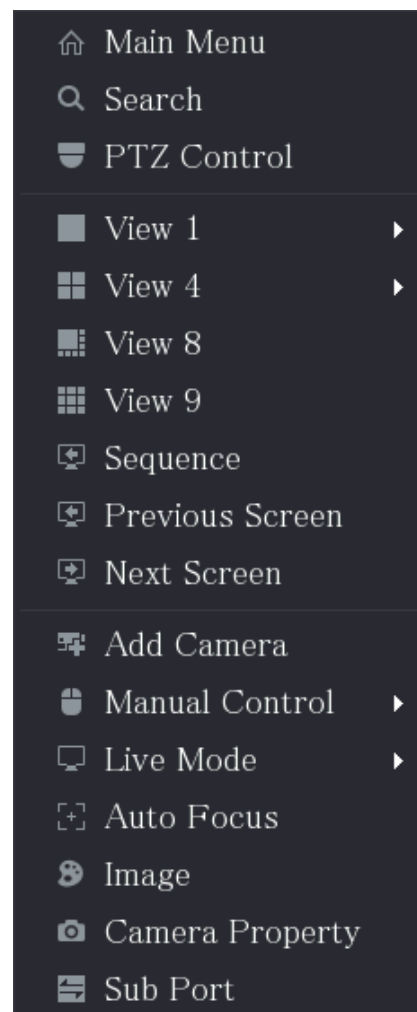 Main Menu
Search
PTZ Control
View 1
View 4
View 8
View 9
Sequence
Previous Screen
Next Screen
Add Camera
Manual Control
Live Mode
Auto Focus
Image
Camera Property
Sub Port